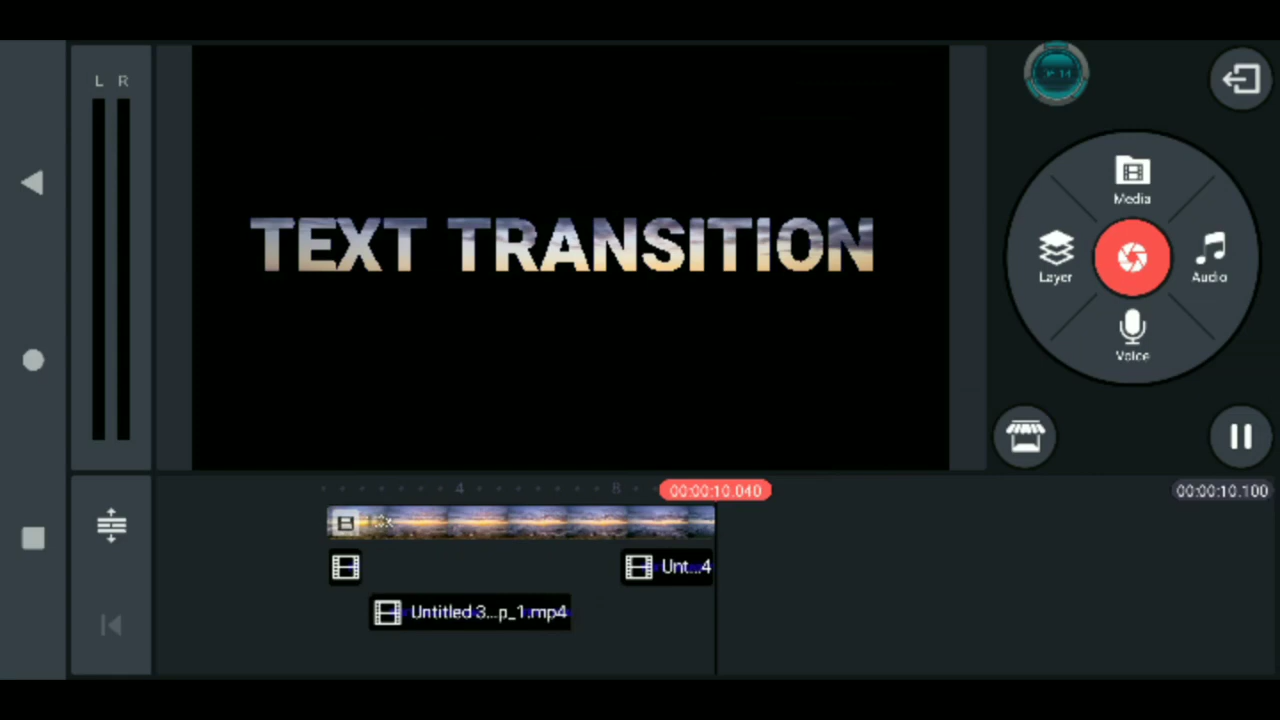 L R
TEXT TRANSITION
Media
Layer
Audio
Voice
4 8
00:00:10.040
00:00:10.100
Unt...4
Untitled 3...p_1.mp4